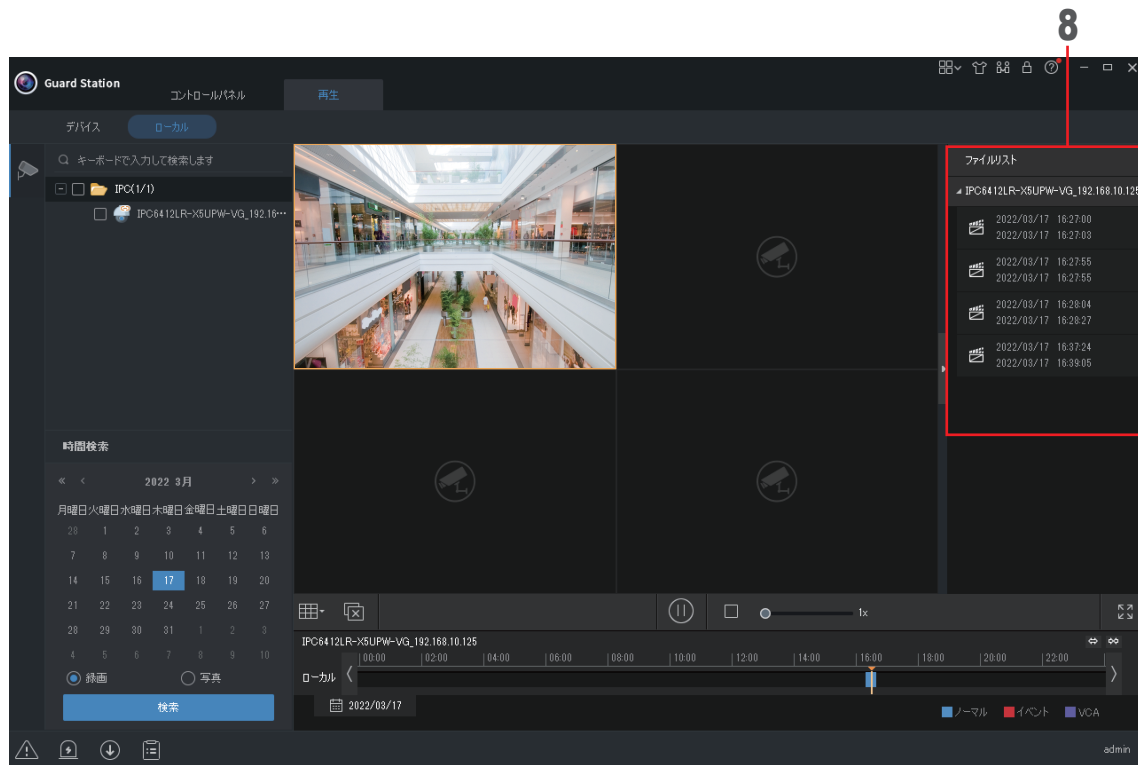 8
Guard Station
コントロールパネル
再生
デバイス
ローカル
キーボードで入力して検索します
IPC(1/1)
IPC6412LR-X5UPW-VG_192.16…
ファイルリスト
IPC6412LR-X5UPW-VG_192.168.10.125
2022/03/17 16:27:00
2022/03/17 16:27:03
2022/03/17 16:27:55
2022/03/17 16:27:55
2022/03/17 16:28:04
2022/03/17 16:28:27
2022/03/17 16:37:24
2022/03/17 16:39:05
時間検索
2022 3月
月曜日 火曜日 水曜日 木曜日 金曜日 土曜日 日曜日
28 1 2 3 4 5 6
7 8 9 10 11 12 13
14 15 16 17 18 19 20
21 22 23 24 25 26 27
28 29 30 31 1 2 3
4 5 6 7 8 9 10
録画 写真
検索
1x
IPC6412LR-X5UPW-VG_192.168.10.125
00:00 02:00 04:00 06:00 08:00 10:00 12:00 14:00 16:00 18:00 20:00 22:00
ローカル
2022/03/17
ノーマル イベント VCA
admin